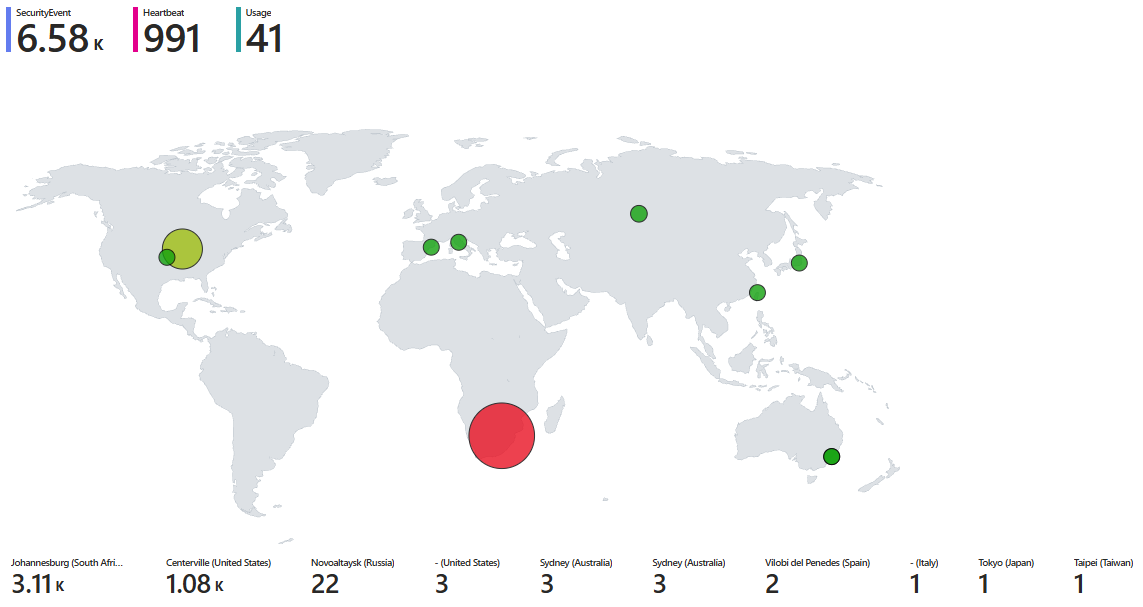 SecurityEvent Heartbeat Usage
6.58 K 991 41
Johannesburg (South Afri... Centerville (United States) Novoaltaysk (Russia) - (United States) Sydney (Australia) Sydney (Australia) Vilobi del Penedes (Spain) - (Italy) Tokyo (Japan) Taipei (Taiwan)
3.11 K 1.08 K 22 3 3 3 2 1 1 1